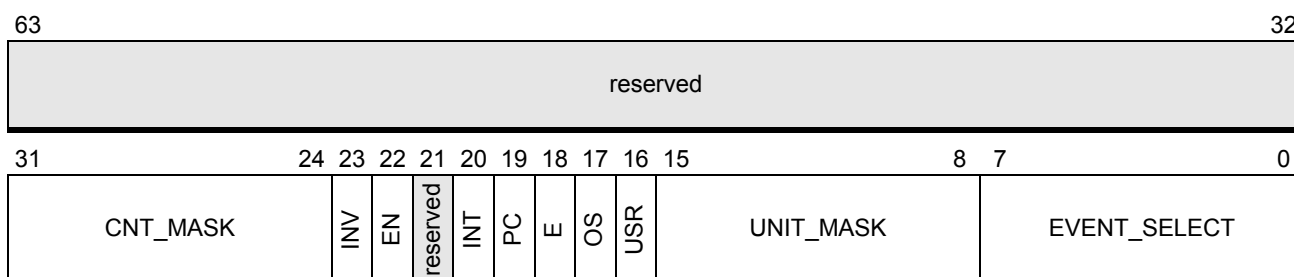 63 32
reserved
31 24 23 22 21 20 19 18 17 16 15 8 7 0
CNT_MASK INV EN reserved INT PC E OS USR UNIT_MASK EVENT_SELECT